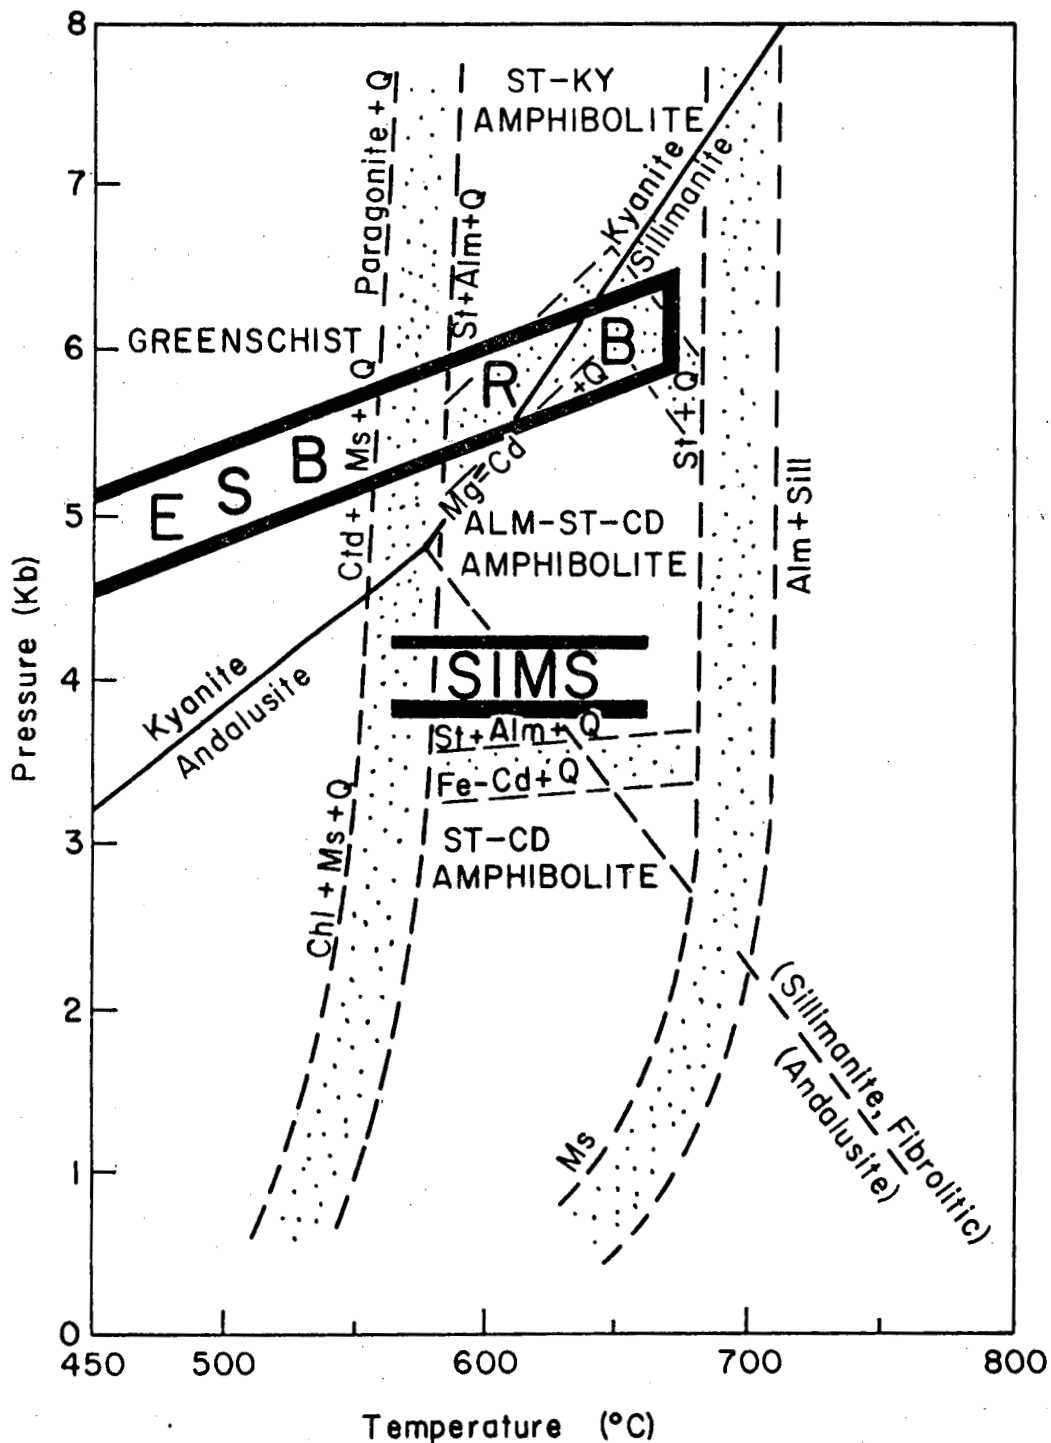 8
7
6
5
4
3
2
1
0
Pressure (Kb)
450
500
600
700
800
Temperature (°C)
ST-KY
AMPHIBOLITE
Paragonite + Q
St+Alm+Q
Kyanite
Sillimanite
GREENSCHIST
E S B R B
Ctd + Ms + Q
Mg-Cd +Q
St + Q
ALM-ST-CD
AMPHIBOLITE
Alm + Sill
SIMS
Kyanite
Andalusite
St+Alm+Q
Fe-Cd+Q
ST-CD
AMPHIBOLITE
Chl + Ms + Q
Ms
(Sillimanite, Fibrolitic)
(Andalusite)